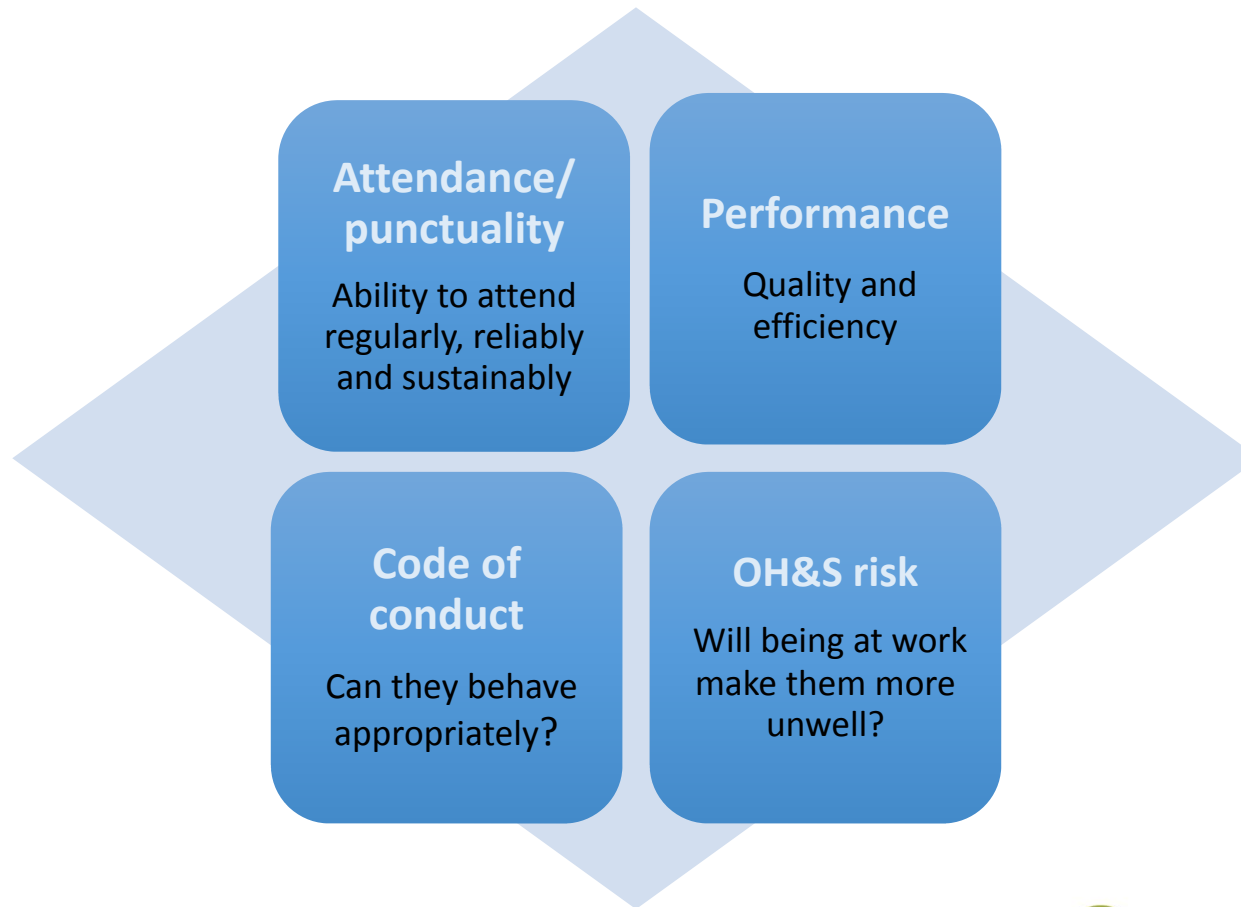 Attendance/
punctuality
Ability to attend
regularly, reliably
and sustainably
Performance
Quality and
efficiency
Code of
conduct
Can they behave
appropriately?
OH&S risk
Will being at work
make them more
unwell?